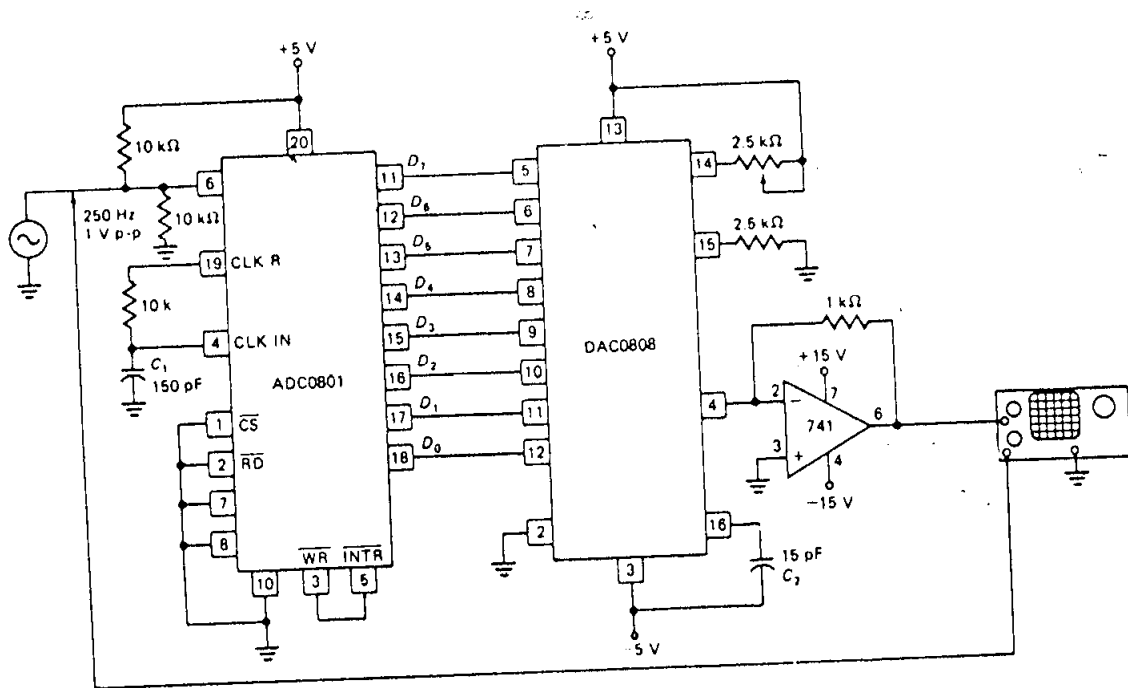 +5 V
+5 V
10 kΩ
20
13
2.5 kΩ
14
6
11
D7
5
250 Hz
1 V p-p
10 kΩ
12
D6
6
2.5 kΩ
15
19
CLK R
13
D5
7
10 k
14
D4
8
1 kΩ
4
CLK IN
15
D3
9
DAC0808
+15 V
C1
150 pF
ADC0801
16
D2
10
4
2
−
7
741
6
1
CS
17
D1
11
3
+
4
2
RD
18
D0
12
−15 V
7
8
2
16
15 pF
C2
WR
INTR
10
3
5
3
−5 V